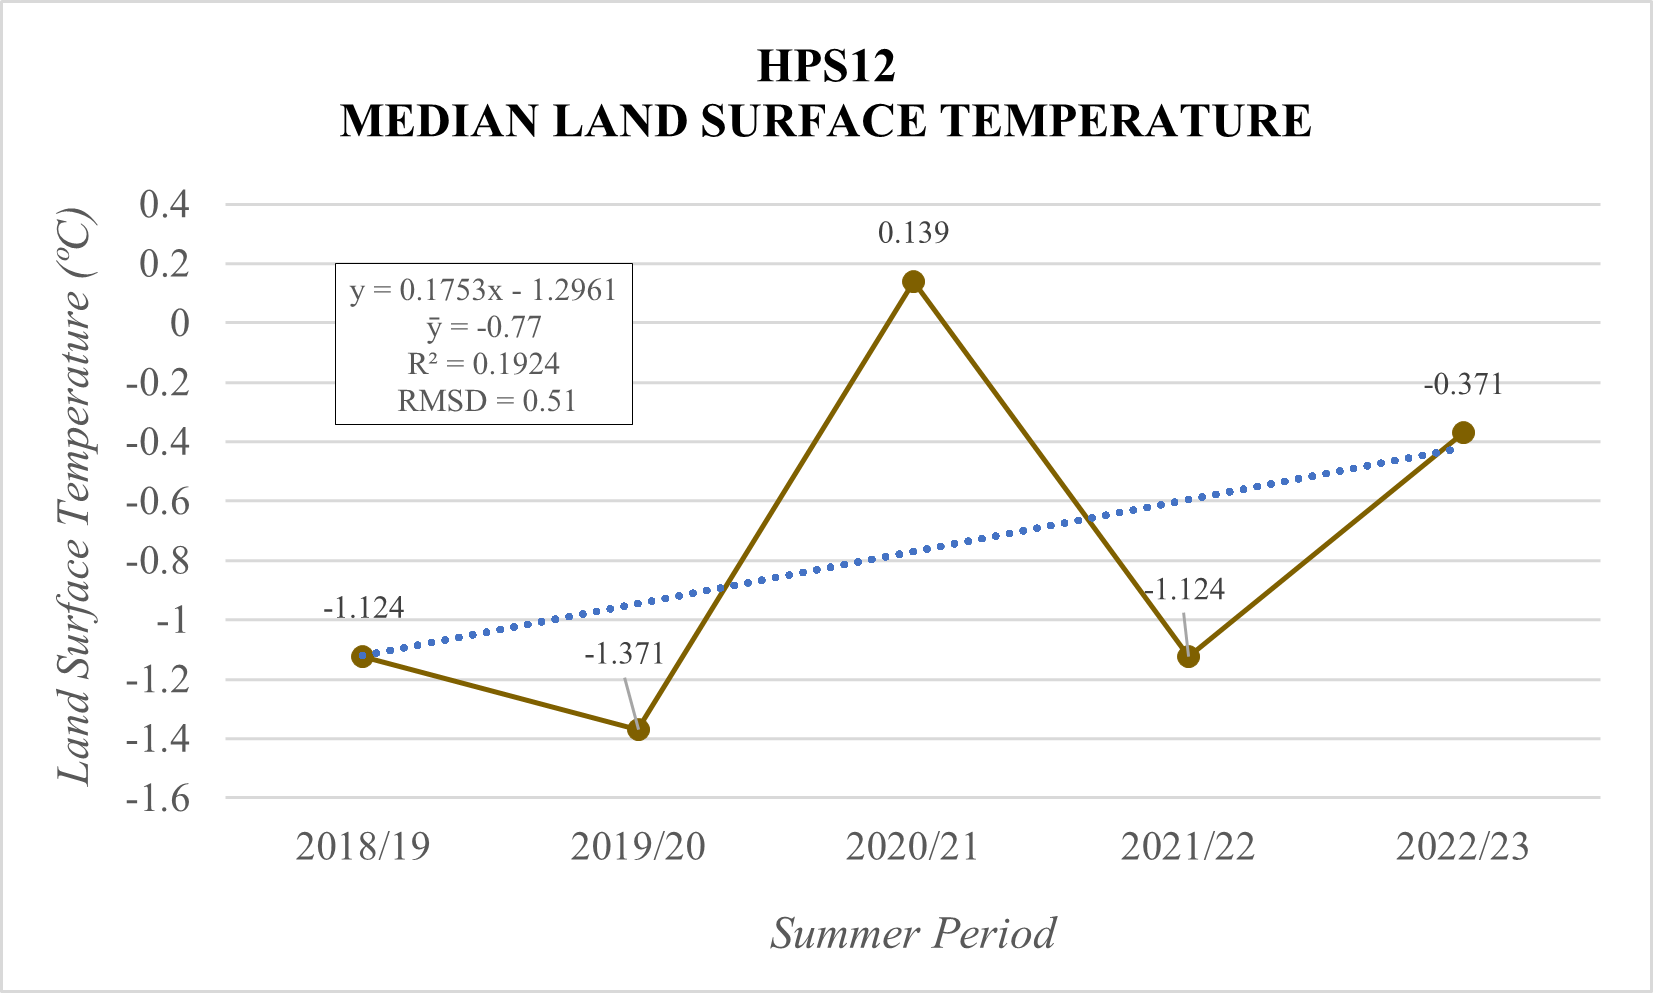 HPS12
MEDIAN LAND SURFACE TEMPERATURE
Land Surface Temperature (ºC)
0.4
0.2
0
-0.2
-0.4
-0.6
-0.8
-1
-1.2
-1.4
-1.6
y = 0.1753x - 1.2961
ȳ = -0.77
R² = 0.1924
RMSD = 0.51
-1.124
-1.371
0.139
-1.124
-0.371
2018/19
2019/20
2020/21
2021/22
2022/23
Summer Period